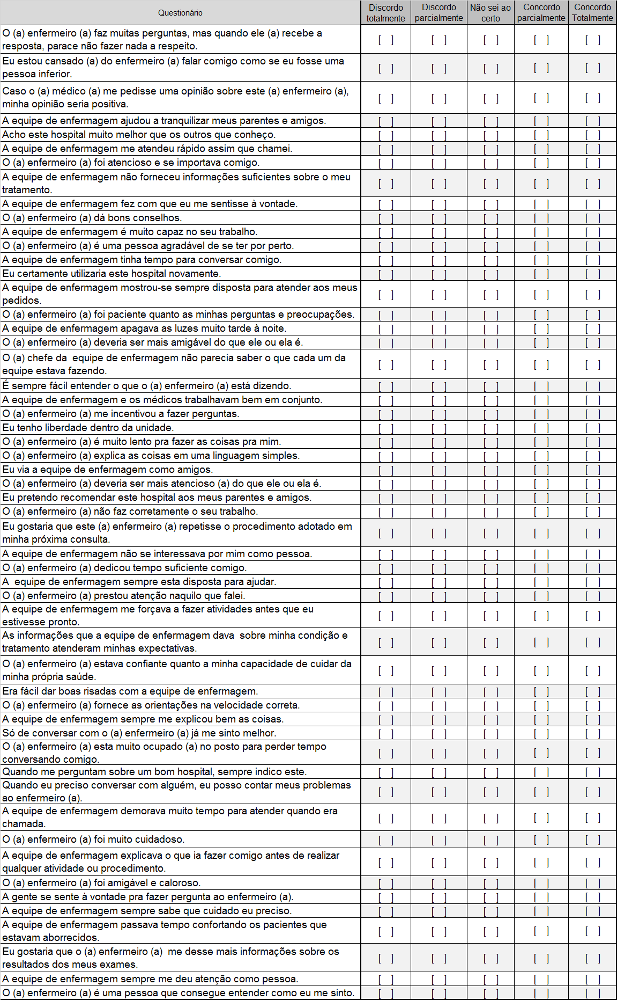 Questionário
Discordo totalmente
Discordo parcialmente
Não sei ao certo
Concordo parcialmente
Concordo Totalmente
O (a) enfermeiro (a) faz muitas perguntas, mas quando ele (a) recebe a
resposta, parace não fazer nada a respeito.
[ ] [ ] [ ] [ ] [ ]
Eu estou cansado (a) do enfermeiro (a) falar comigo como se eu fosse uma
pessoa inferior.
[ ] [ ] [ ] [ ] [ ]
Caso o (a) médico (a) me pedisse uma opinião sobre este (a) enfermeiro (a),
minha opinião seria positiva.
[ ] [ ] [ ] [ ] [ ]
A equipe de enfermagem ajudou a tranquilizar meus parentes e amigos. [ ] [ ] [ ] [ ] [ ]
Acho este hospital muito melhor que os outros que conheço. [ ] [ ] [ ] [ ] [ ]
A equipe de enfermagem me atendeu rápido assim que chamei. [ ] [ ] [ ] [ ] [ ]
O (a) enfermeiro (a) foi atencioso e se importava comigo. [ ] [ ] [ ] [ ] [ ]
A equipe de enfermagem não forneceu informações suficientes sobre o meu
tratamento.
[ ] [ ] [ ] [ ] [ ]
A equipe de enfermagem fez com que eu me sentisse à vontade. [ ] [ ] [ ] [ ] [ ]
O (a) enfermeiro (a) dá bons conselhos. [ ] [ ] [ ] [ ] [ ]
A equipe de enfermagem é muito capaz no seu trabalho. [ ] [ ] [ ] [ ] [ ]
O (a) enfermeiro (a) é uma pessoa agradável de se ter por perto. [ ] [ ] [ ] [ ] [ ]
A equipe de enfermagem tinha tempo para conversar comigo. [ ] [ ] [ ] [ ] [ ]
Eu certamente utilizaria este hospital novamente. [ ] [ ] [ ] [ ] [ ]
A equipe de enfermagem mostrou-se sempre disposta para atender aos meus
pedidos.
[ ] [ ] [ ] [ ] [ ]
O (a) enfermeiro (a) foi paciente quanto as minhas perguntas e preocupações. [ ] [ ] [ ] [ ] [ ]
A equipe de enfermagem apagava as luzes muito tarde à noite. [ ] [ ] [ ] [ ] [ ]
O (a) enfermeiro (a) deveria ser mais amigável do que ele ou ela é. [ ] [ ] [ ] [ ] [ ]
O (a) chefe da equipe de enfermagem não parecia saber o que cada um da
equipe estava fazendo.
[ ] [ ] [ ] [ ] [ ]
É sempre fácil entender o que o (a) enfermeiro (a) está dizendo. [ ] [ ] [ ] [ ] [ ]
A equipe de enfermagem e os médicos trabalhavam bem em conjunto. [ ] [ ] [ ] [ ] [ ]
O (a) enfermeiro (a) me incentivou a fazer perguntas. [ ] [ ] [ ] [ ] [ ]
Eu tenho liberdade dentro da unidade. [ ] [ ] [ ] [ ] [ ]
O (a) enfermeiro (a) é muito lento pra fazer as coisas pra mim. [ ] [ ] [ ] [ ] [ ]
O (a) enfermeiro (a) explica as coisas em uma linguagem simples. [ ] [ ] [ ] [ ] [ ]
Eu via a equipe de enfermagem como amigos. [ ] [ ] [ ] [ ] [ ]
O (a) enfermeiro (a) deveria ser mais atencioso (a) do que ele ou ela é. [ ] [ ] [ ] [ ] [ ]
Eu pretendo recomendar este hospital aos meus parentes e amigos. [ ] [ ] [ ] [ ] [ ]
O (a) enfermeiro (a) não faz corretamente o seu trabalho. [ ] [ ] [ ] [ ] [ ]
Eu gostaria que este (a) enfermeiro (a) repetisse o procedimento adotado em
minha próxima consulta.
[ ] [ ] [ ] [ ] [ ]
A equipe de enfermagem não se interessava por mim como pessoa. [ ] [ ] [ ] [ ] [ ]
O (a) enfermeiro (a) dedicou tempo suficiente comigo. [ ] [ ] [ ] [ ] [ ]
A equipe de enfermagem sempre esta disposta para ajudar. [ ] [ ] [ ] [ ] [ ]
O (a) enfermeiro (a) prestou atenção naquilo que falei. [ ] [ ] [ ] [ ] [ ]
A equipe de enfermagem me forçava a fazer atividades antes que eu
estivesse pronto.
[ ] [ ] [ ] [ ] [ ]
As informações que a equipe de enfermagem dava sobre minha condição e
tratamento atenderam minhas expectativas.
[ ] [ ] [ ] [ ] [ ]
O (a) enfermeiro (a) estava confiante quanto a minha capacidade de cuidar da
minha própria saúde.
[ ] [ ] [ ] [ ] [ ]
Era fácil dar boas risadas com a equipe de enfermagem. [ ] [ ] [ ] [ ] [ ]
O (a) enfermeiro (a) fornece as orientações na velocidade correta. [ ] [ ] [ ] [ ] [ ]
A equipe de enfermagem sempre me explicou bem as coisas. [ ] [ ] [ ] [ ] [ ]
Só de conversar com o (a) enfermeiro (a) já me sinto melhor. [ ] [ ] [ ] [ ] [ ]
O (a) enfermeiro (a) esta muito ocupado (a) no posto para perder tempo
conversando comigo.
[ ] [ ] [ ] [ ] [ ]
Quando me perguntam sobre um bom hospital, sempre indico este. [ ] [ ] [ ] [ ] [ ]
Quando eu preciso conversar com alguém, eu posso contar meus problemas
ao enfermeiro (a).
[ ] [ ] [ ] [ ] [ ]
A equipe de enfermagem demorava muito tempo para atender quando era
chamada.
[ ] [ ] [ ] [ ] [ ]
O (a) enfermeiro (a) foi muito cuidadoso. [ ] [ ] [ ] [ ] [ ]
A equipe de enfermagem explicava o que ia fazer comigo antes de realizar
qualquer atividade ou procedimento.
[ ] [ ] [ ] [ ] [ ]
O (a) enfermeiro (a) foi amigável e caloroso. [ ] [ ] [ ] [ ] [ ]
A gente se sente à vontade pra fazer pergunta ao enfermeiro (a). [ ] [ ] [ ] [ ] [ ]
A equipe de enfermagem sempre sabe que cuidado eu preciso. [ ] [ ] [ ] [ ] [ ]
A equipe de enfermagem passava tempo confortando os pacientes que
estavam aborrecidos.
[ ] [ ] [ ] [ ] [ ]
Eu gostaria que o (a) enfermeiro (a) me desse mais informações sobre os
resultados dos meus exames.
[ ] [ ] [ ] [ ] [ ]
A equipe de enfermagem sempre me deu atenção como pessoa. [ ] [ ] [ ] [ ] [ ]
O (a) enfermeiro (a) é uma pessoa que consegue entender como eu me sinto. [ ] [ ] [ ] [ ] [ ]